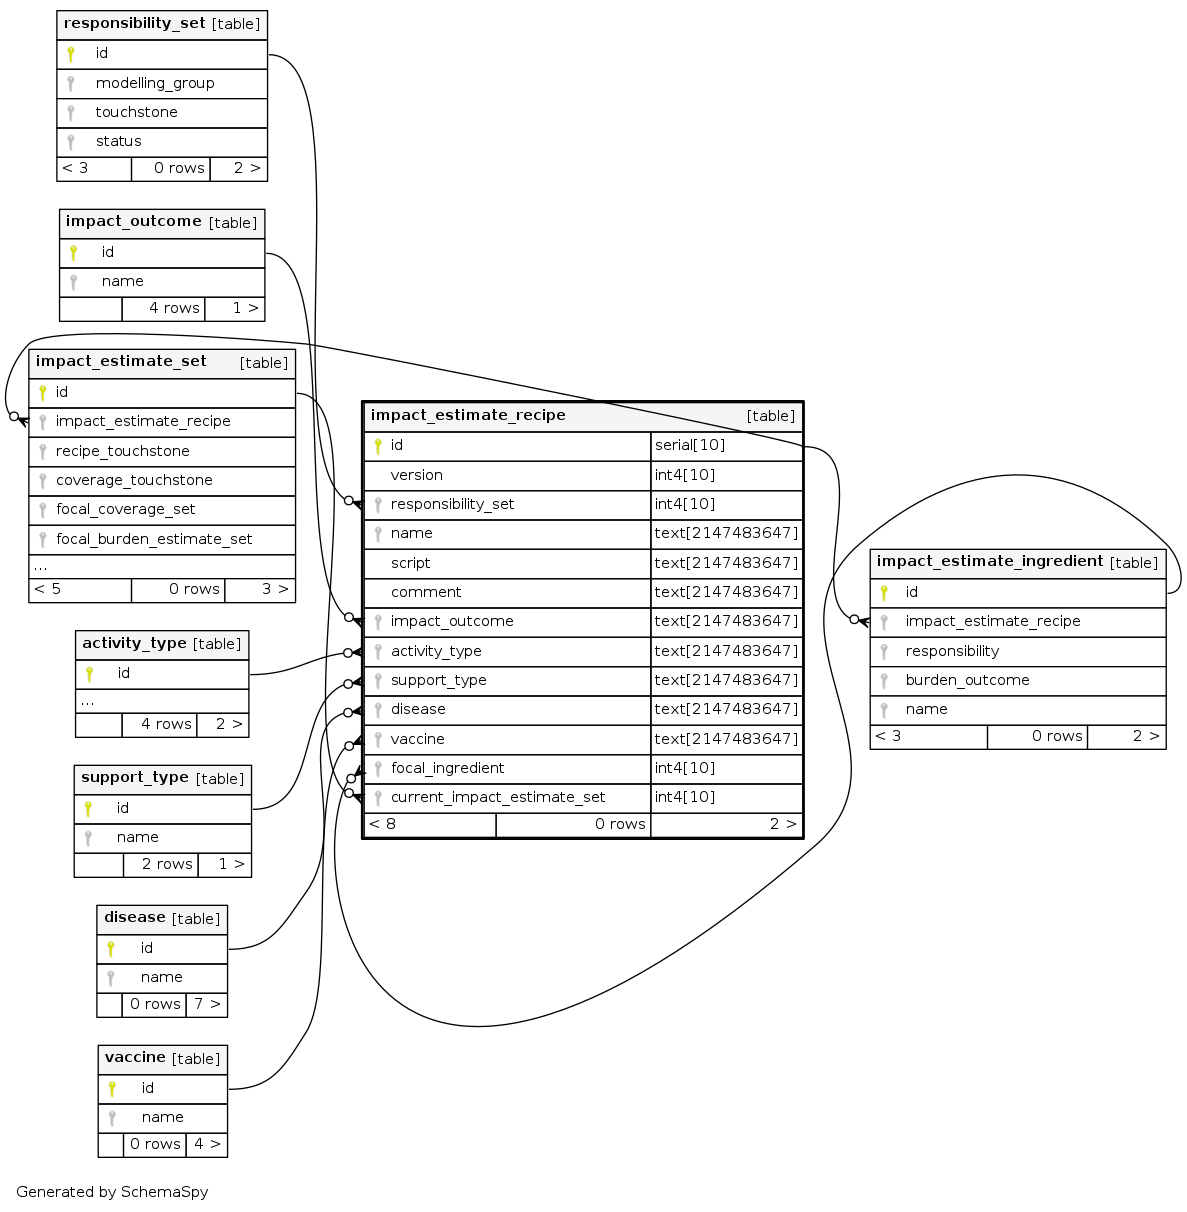 responsibility_set [table]
id
modelling_group
touchstone
status
< 3 0 rows 2 >
impact_outcome [table]
id
name
4 rows 1 >
impact_estimate_set [table]
id
impact_estimate_recipe
recipe_touchstone
coverage_touchstone
focal_coverage_set
focal_burden_estimate_set
...
< 5 0 rows 3 >
activity_type [table]
id
...
4 rows 2 >
support_type [table]
id
name
2 rows 1 >
disease [table]
id
name
0 rows 7 >
vaccine [table]
id
name
0 rows 4 >
impact_estimate_recipe [table]
id serial[10]
version int4[10]
responsibility_set int4[10]
name text[2147483647]
script text[2147483647]
comment text[2147483647]
impact_outcome text[2147483647]
activity_type text[2147483647]
support_type text[2147483647]
disease text[2147483647]
vaccine text[2147483647]
focal_ingredient int4[10]
current_impact_estimate_set int4[10]
< 8 0 rows 2 >
impact_estimate_ingredient [table]
id
impact_estimate_recipe
responsibility
burden_outcome
name
< 3 0 rows 2 >
Generated by SchemaSpy